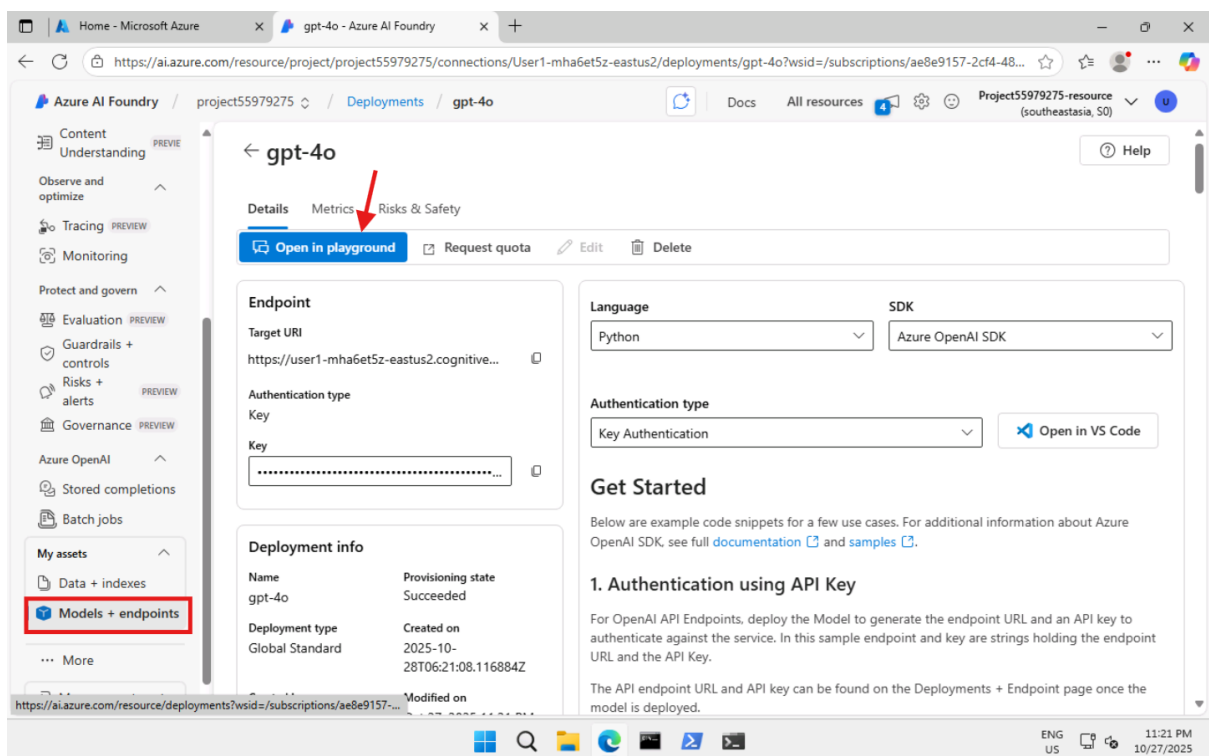 Home - Microsoft Azure
gpt-4o - Azure AI Foundry
https://ai.azure.com/resource/project/project55979275/connections/User1-mha6et5z-eastus2/deployments/gpt-4o?wsid=/subscriptions/ae8e9157-2cf4-48...
Azure AI Foundry / project55979275 / Deployments / gpt-4o
Docs
All resources
4
Project55979275-resource
(southeastasia, S0)
U
Content
Understanding
PREVIE
Observe and
optimize
Tracing PREVIEW
Monitoring
Protect and govern
Evaluation PREVIEW
Guardrails +
controls
Risks +
alerts
PREVIEW
Governance PREVIEW
Azure OpenAI
Stored completions
Batch jobs
My assets
Data + indexes
Models + endpoints
... More
https://ai.azure.com/resource/deployments?wsid=/subscriptions/ae8e9157-...
gpt-4o
Help
Details
Metrics
Risks & Safety
Open in playground
Request quota
Edit
Delete
Endpoint
Target URI
https://user1-mha6et5z-eastus2.cognitive...
Authentication type
Key
Key
••••••••••••••••••••••••••••••••••••••••••••...
Deployment info
Name
gpt-4o
Provisioning state
Succeeded
Deployment type
Global Standard
Created on
2025-10-
28T06:21:08.116884Z
Modified on
Language
Python
SDK
Azure OpenAI SDK
Authentication type
Key Authentication
Open in VS Code
Get Started
Below are example code snippets for a few use cases. For additional information about Azure
OpenAI SDK, see full documentation and samples .
1. Authentication using API Key
For OpenAI API Endpoints, deploy the Model to generate the endpoint URL and an API key to
authenticate against the service. In this sample endpoint and key are strings holding the endpoint
URL and the API Key.
The API endpoint URL and API key can be found on the Deployments + Endpoint page once the
model is deployed.
ENG
US
11:21 PM
10/27/2025